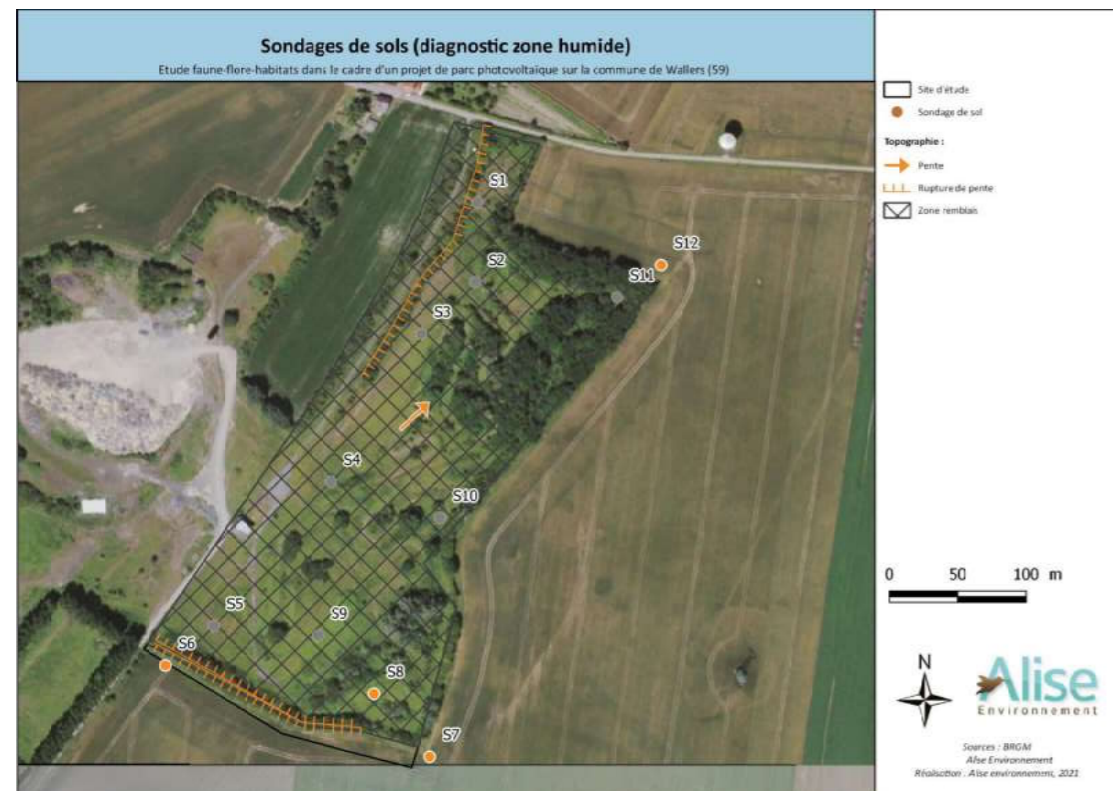 Sondages de sols (diagnostic zone humide)
Etude faune-flore-habitats dans le cadre d'un projet de parc photovoltaïque sur la commune de Wallers (59)
Site d'étude
Sondage de sol
Topographie :
Pente
Rupture de pente
Zone remblais
S1
S2
S12
S11
S3
S4
S10
S5
S9
S6
S8
S7
0 50 100 m
N
Alise
Environnement
Sources : BRGM
Alise Environnement
Réalisation : Alise environnement, 2021